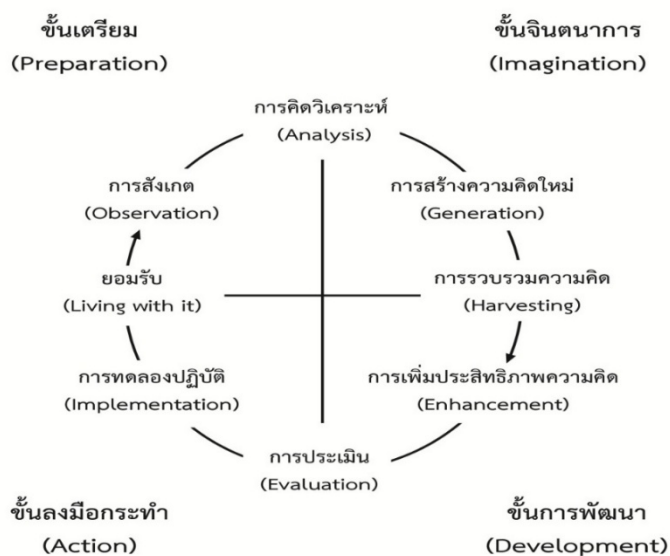 ขั้นเตรียม
(Preparation)
ขั้นจินตนาการ
(Imagination)
การคิดวิเคราะห์
(Analysis)
การสังเกต
(Observation)
การสร้างความคิดใหม่
(Generation)
ยอมรับ
(Living with it)
การรวบรวมความคิด
(Harvesting)
การทดลองปฏิบัติ
(Implementation)
การเพิ่มประสิทธิภาพความคิด
(Enhancement)
การประเมิน
(Evaluation)
ขั้นลงมือกระทำ
(Action)
ขั้นการพัฒนา
(Development)